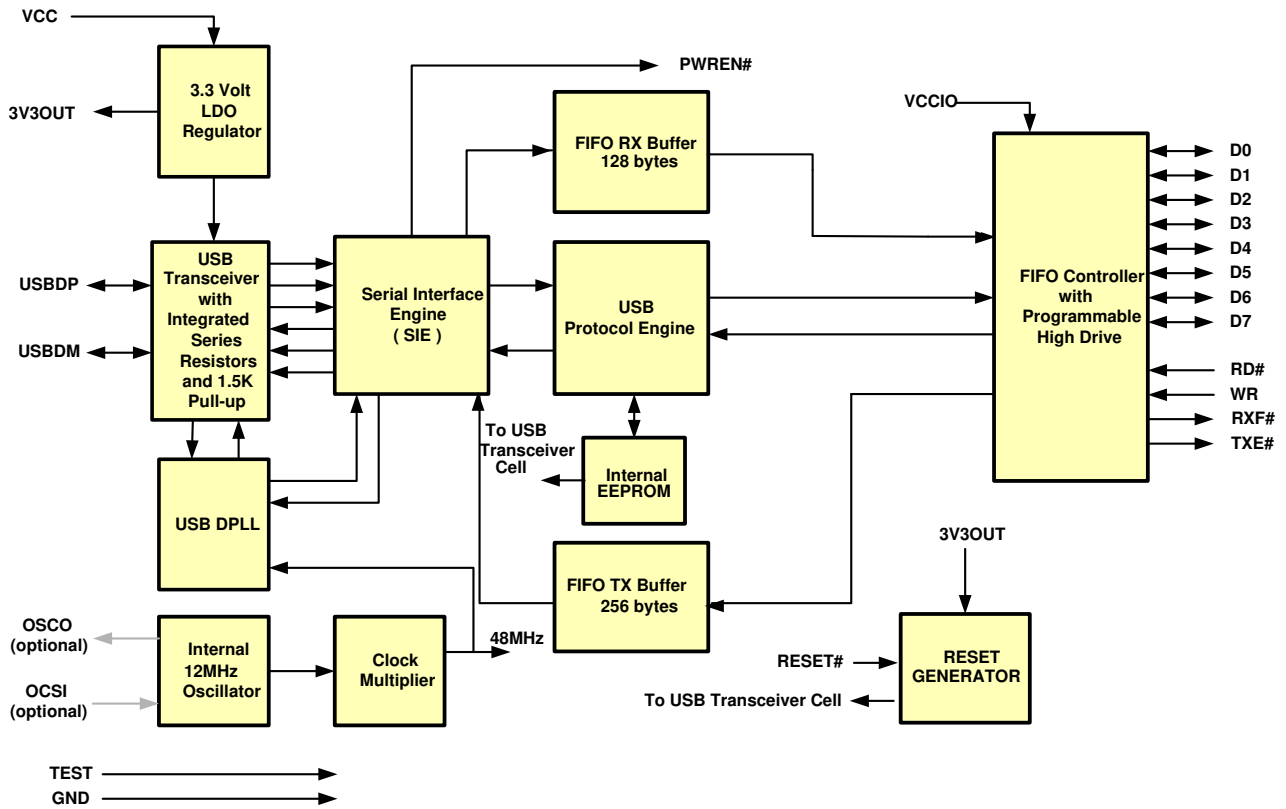 VCC
3.3 Volt
LDO
Regulator
3V3OUT
PWREN#
FIFO RX Buffer
128 bytes
VCCIO
FIFO Controller
with
Programmable
High Drive
D0
D1
D2
D3
D4
D5
D6
D7
RD#
WR
RXF#
TXE#
USBDP
USBDM
USB
Transceiver
with
Integrated
Series
Resistors
and 1.5K
Pull-up
Serial Interface
Engine
( SIE )
USB
Protocol Engine
To USB
Transceiver
Cell
Internal
EEPROM
USB DPLL
FIFO TX Buffer
256 bytes
3V3OUT
OSCO
(optional)
OCSI
(optional)
Internal
12MHz
Oscillator
Clock
Multiplier
48MHz
RESET#
RESET
GENERATOR
To USB Transceiver Cell
TEST
GND